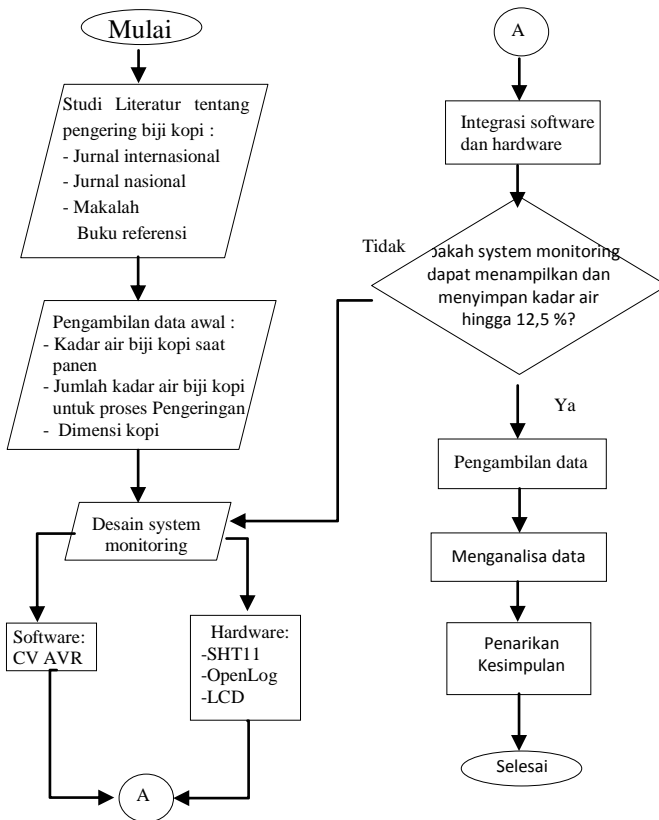 Mulai
Studi Literatur tentang
pengering biji kopi :
- Jurnal internasional
- Jurnal nasional
- Makalah
Buku referensi
Pengambilan data awal :
- Kadar air biji kopi saat
panen
- Jumlah kadar air biji kopi
untuk proses Pengeringan
- Dimensi kopi
Desain system
monitoring
Software:
CV AVR
Hardware:
-SHT11
-OpenLog
-LCD
A
A
Integrasi software
dan hardware
Tidak
system monitoring
dapat menampilkan dan
menyimpan kadar air
hingga 12,5 %?
Ya
Pengambilan data
Menganalisa data
Penarikan
Kesimpulan
Selesai